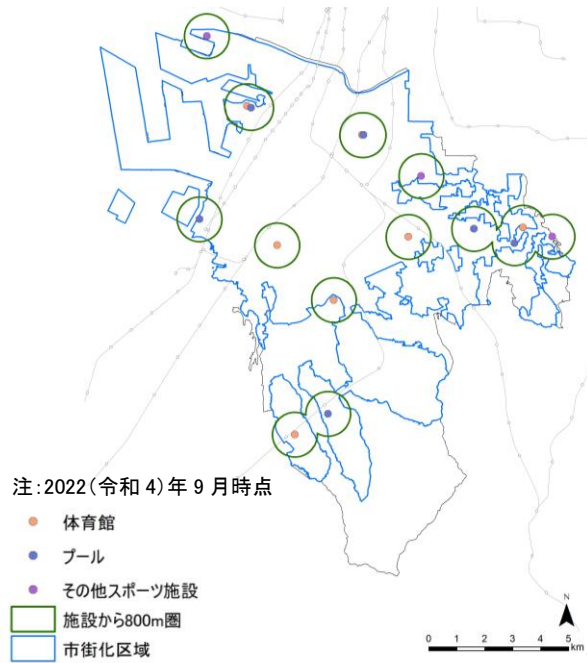 注:2022(令和4)年9月時点
体育館
プール
その他スポーツ施設
施設から800m圏
市街化区域
N
0 1 2 3 4 5
km